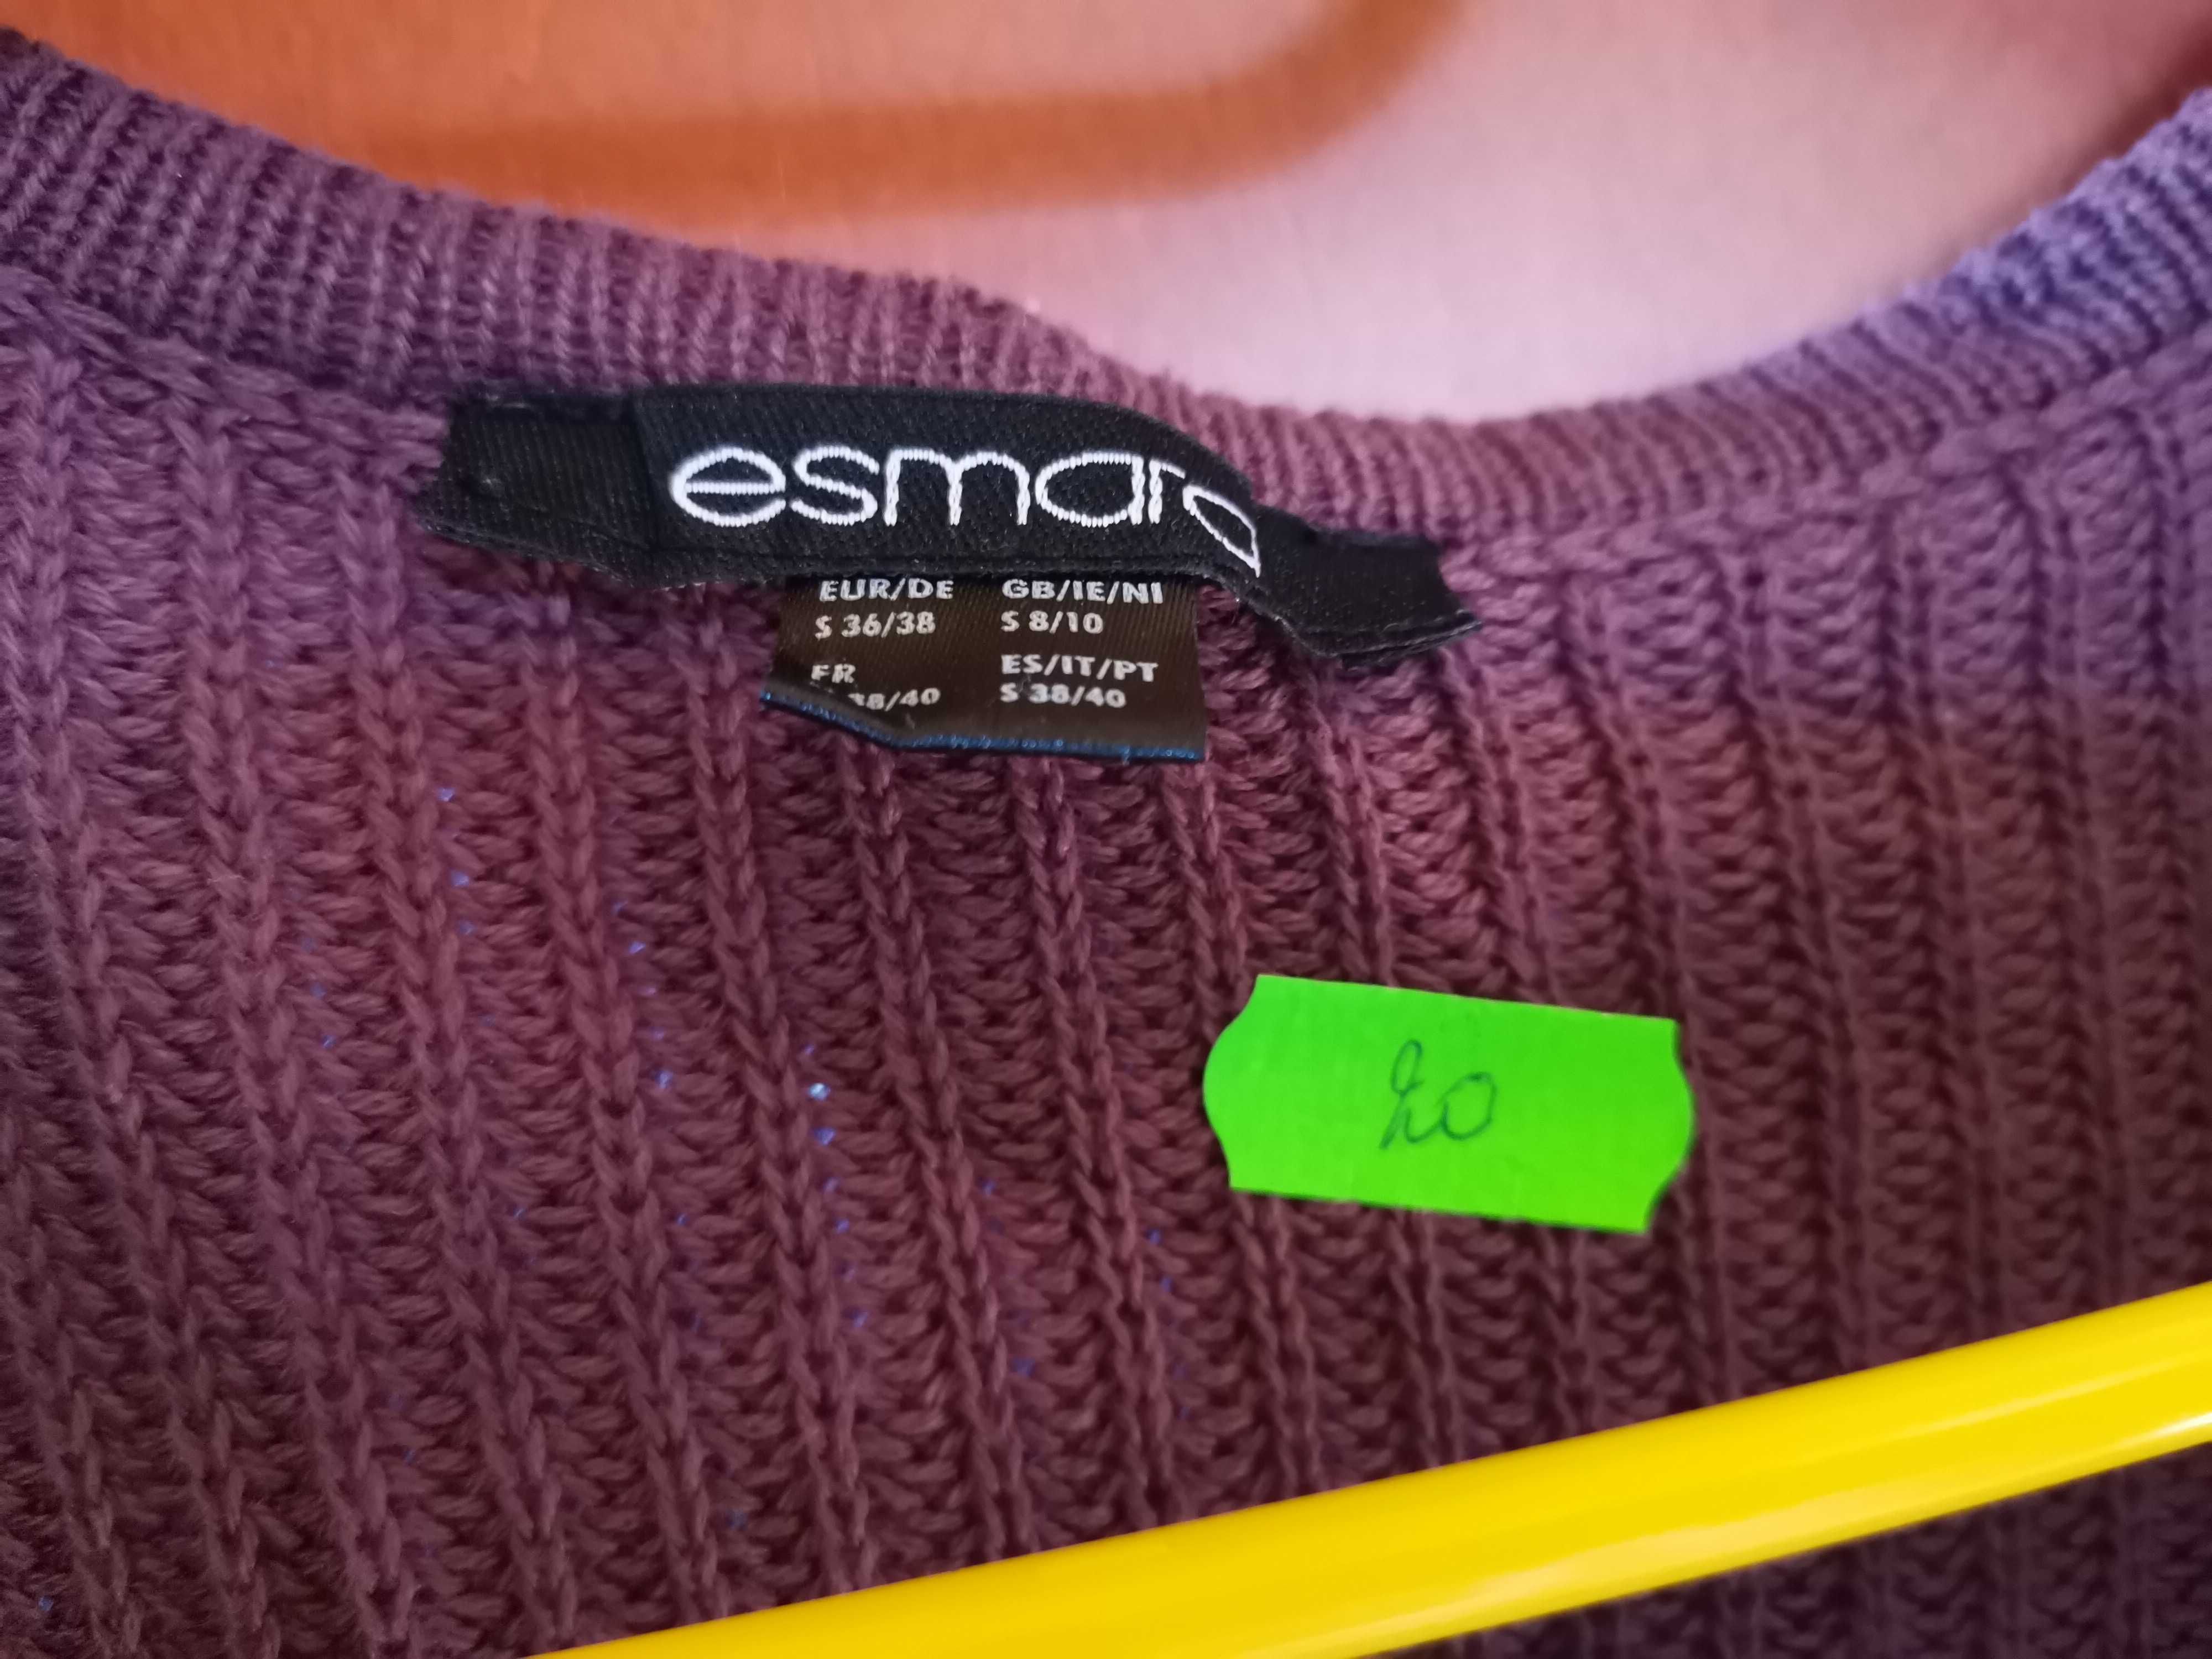 esmara
EUR/DE GB/IE/NI
S 36/38 S 8/10
FR ES/IT/PT
38/40 S 38/40
20